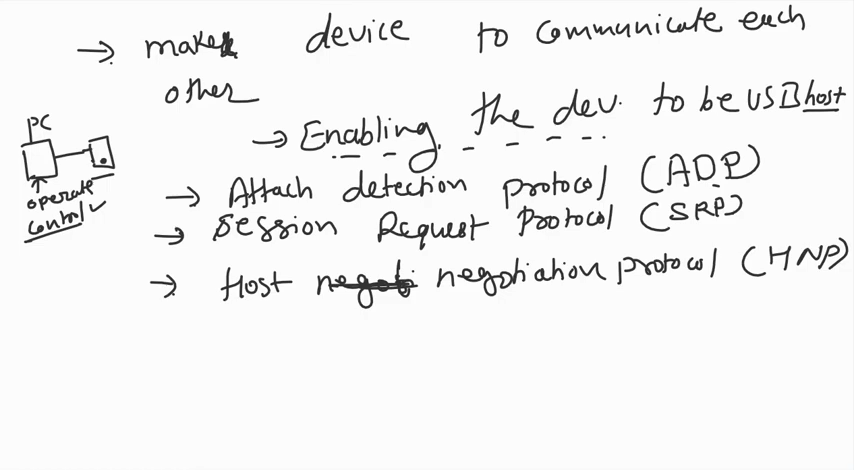 → make device to communicate each
other
→ Enabling the dev. to be USB host
PC
operate
control ✓
→ Attach detection protocol (ADP)
→ Session Request Protocol (SRP)
→ Host negotiation protocol (HNP)